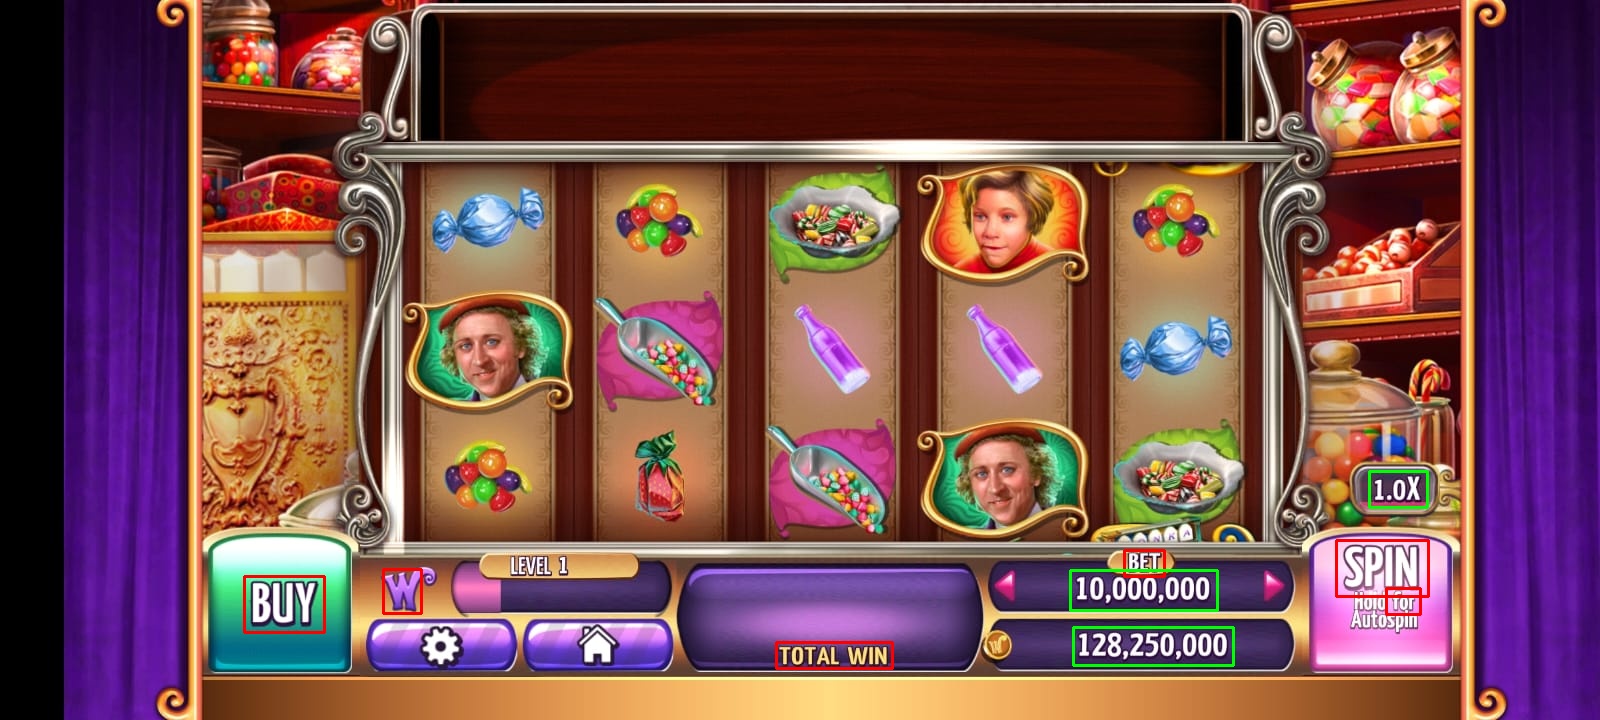 1.0X
LEVEL 1
BET
SPIN
BUY
W
10,000,000
Hold for
Autospin
TOTAL WIN
W
128,250,000